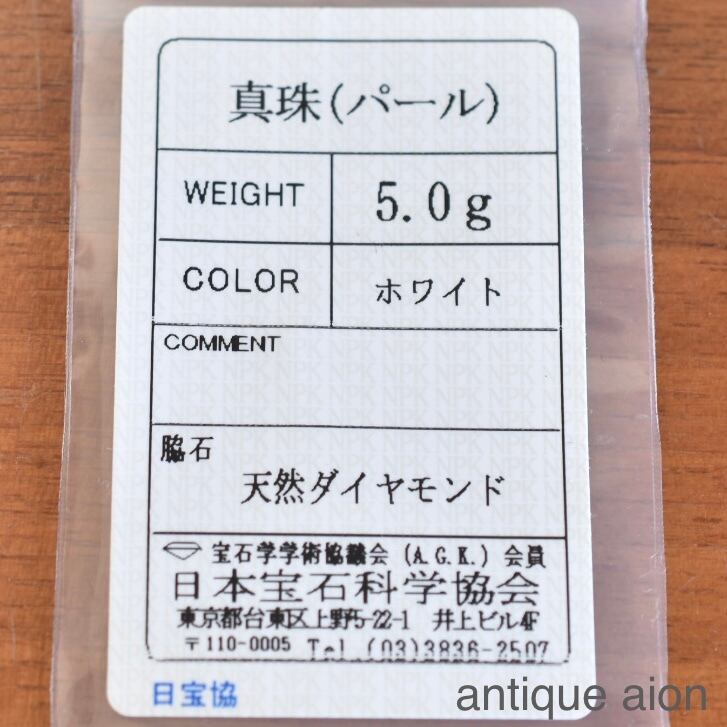 真珠(パール)
WEIGHT 5.0g
COLOR ホワイト
COMMENT
脇石
天然ダイヤモンド
宝石学学術協議会(A.G.K.)会員
日本宝石科学協会
東京都台東区上野5-22-1 井上ビル4F
〒110-0005 Tel.(03)3836-2507
日宝協
antique aion